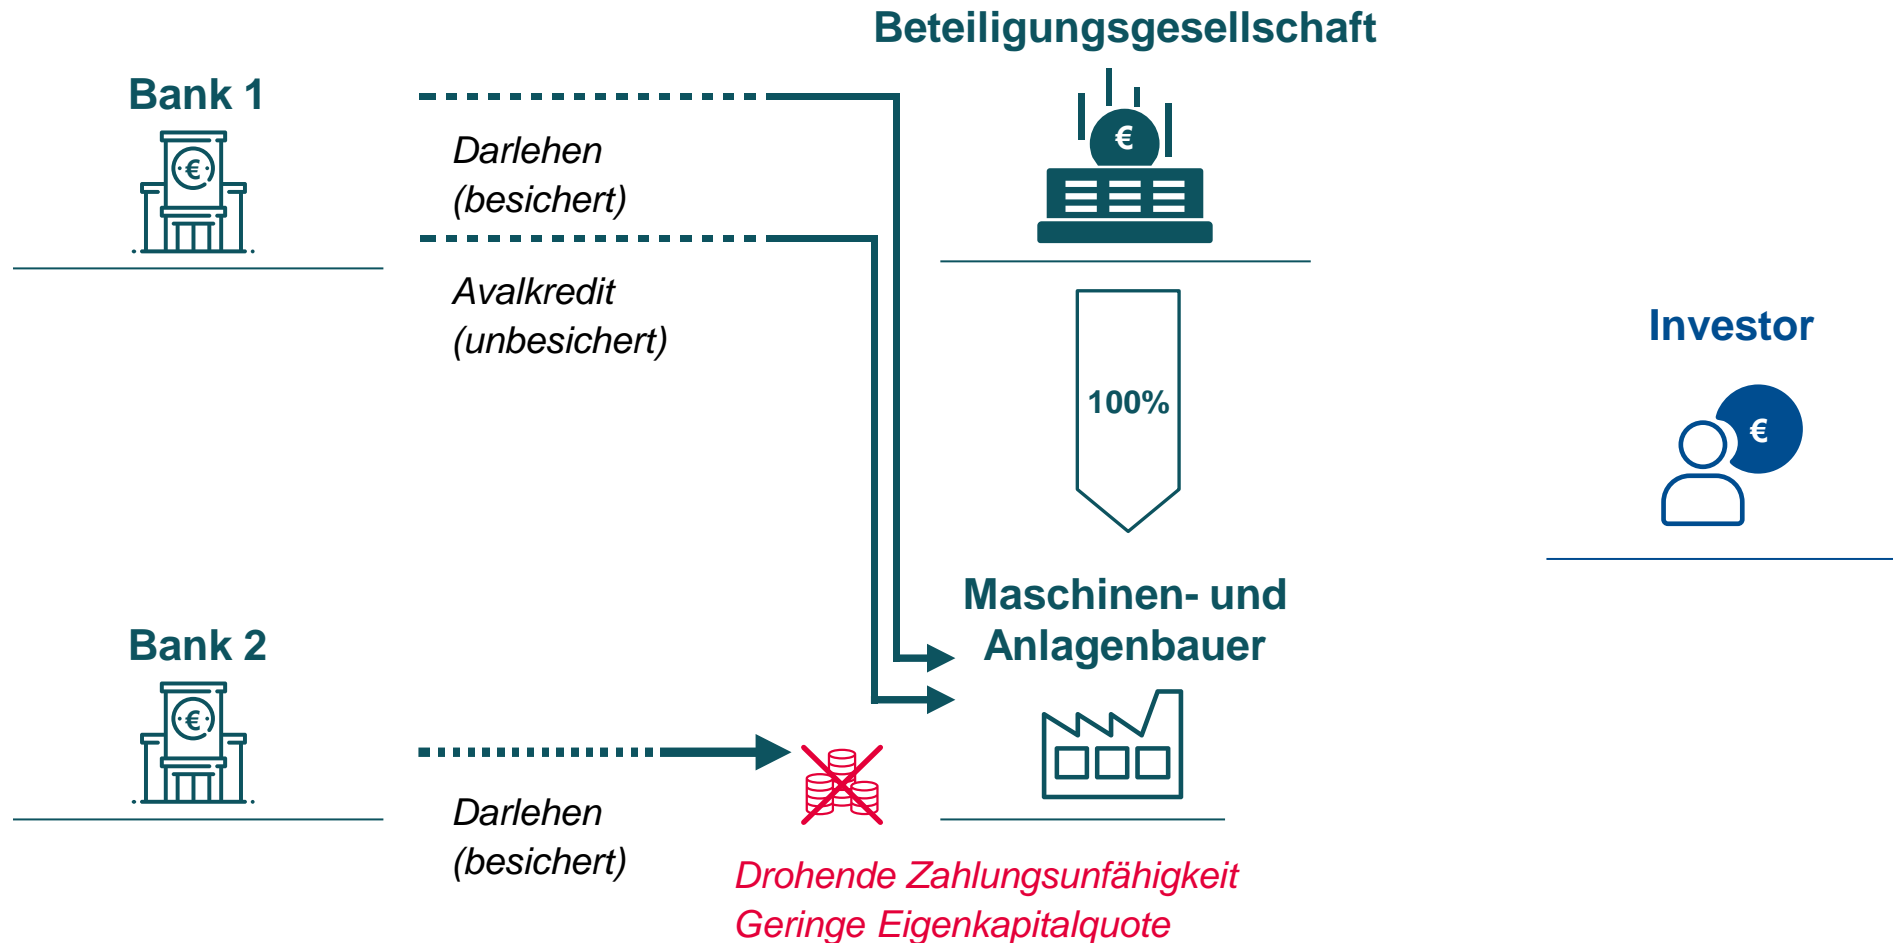 Beteiligungsgesellschaft
€
Bank 1
€
Darlehen
(besichert)
Avalkredit
(unbesichert)
100%
Investor
€
Maschinen- und
Anlagenbauer
Bank 2
€
Darlehen
(besichert)
Drohende Zahlungsunfähigkeit
Geringe Eigenkapitalquote